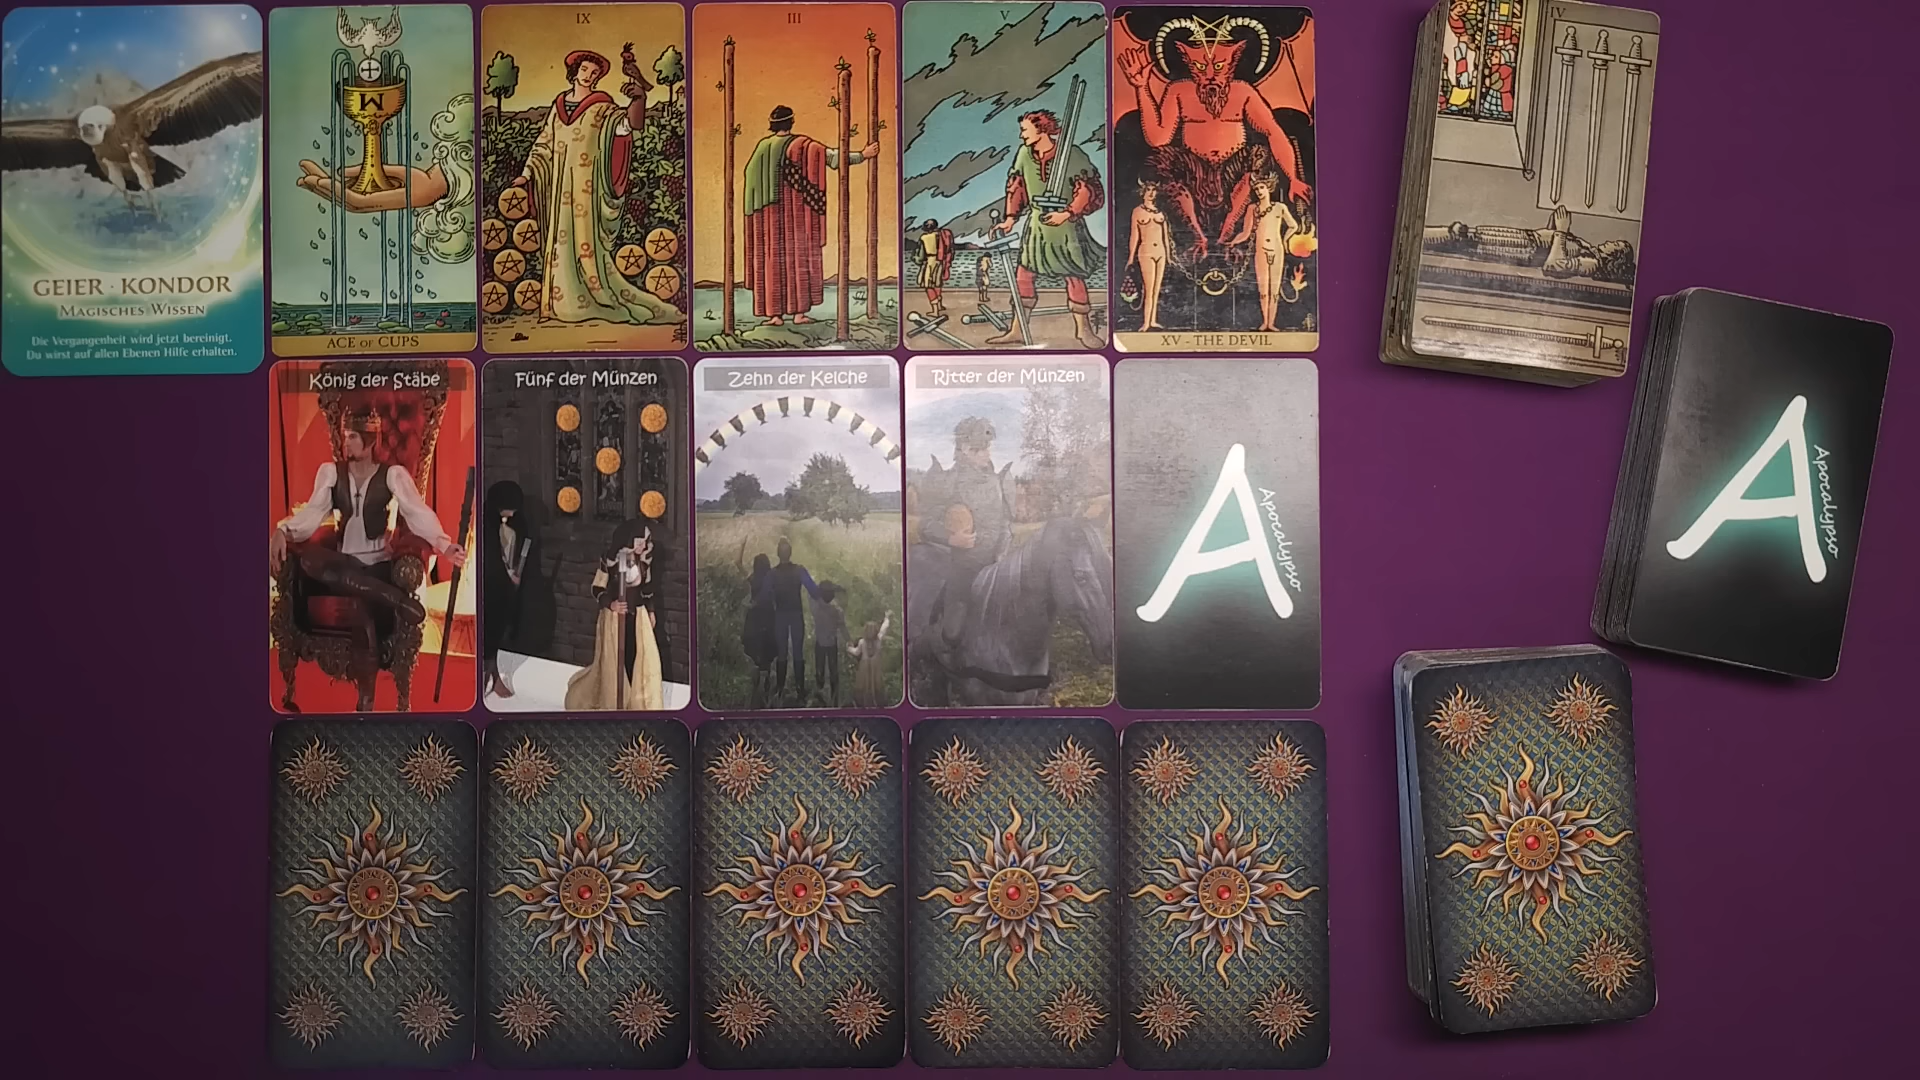 GEIER · KONDOR
MAGISCHES WISSEN
Die Vergangenheit wird jetzt bereinigt.
Du wirst auf allen Ebenen Hilfe erhalten.
W
ACE OF CUPS
IX
III
V
XV - THE DEVIL
IV
König der Stäbe
Fünf der Münzen
Zehn der Kelche
Ritter der Münzen
A
Apocalypso
A
Apocalypso